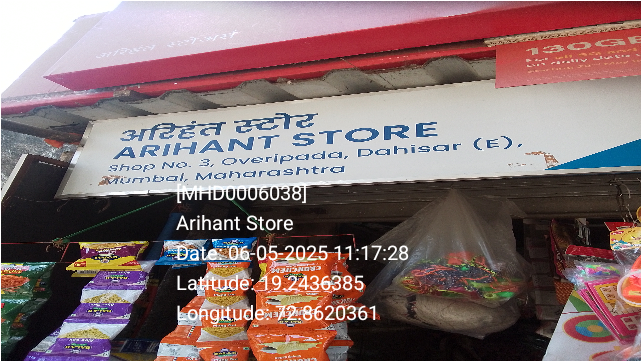 130GB
अरिहंत स्टोर
ARIHANT STORE
Shop No. 3, Overipada, Dahisar (E),
Mumbai, Maharashtra
[MHD0006038]
Arihant Store
Date: 06-05-2025 11:17:28
Latitude: 19.2436385
Longitude: 72.8620361